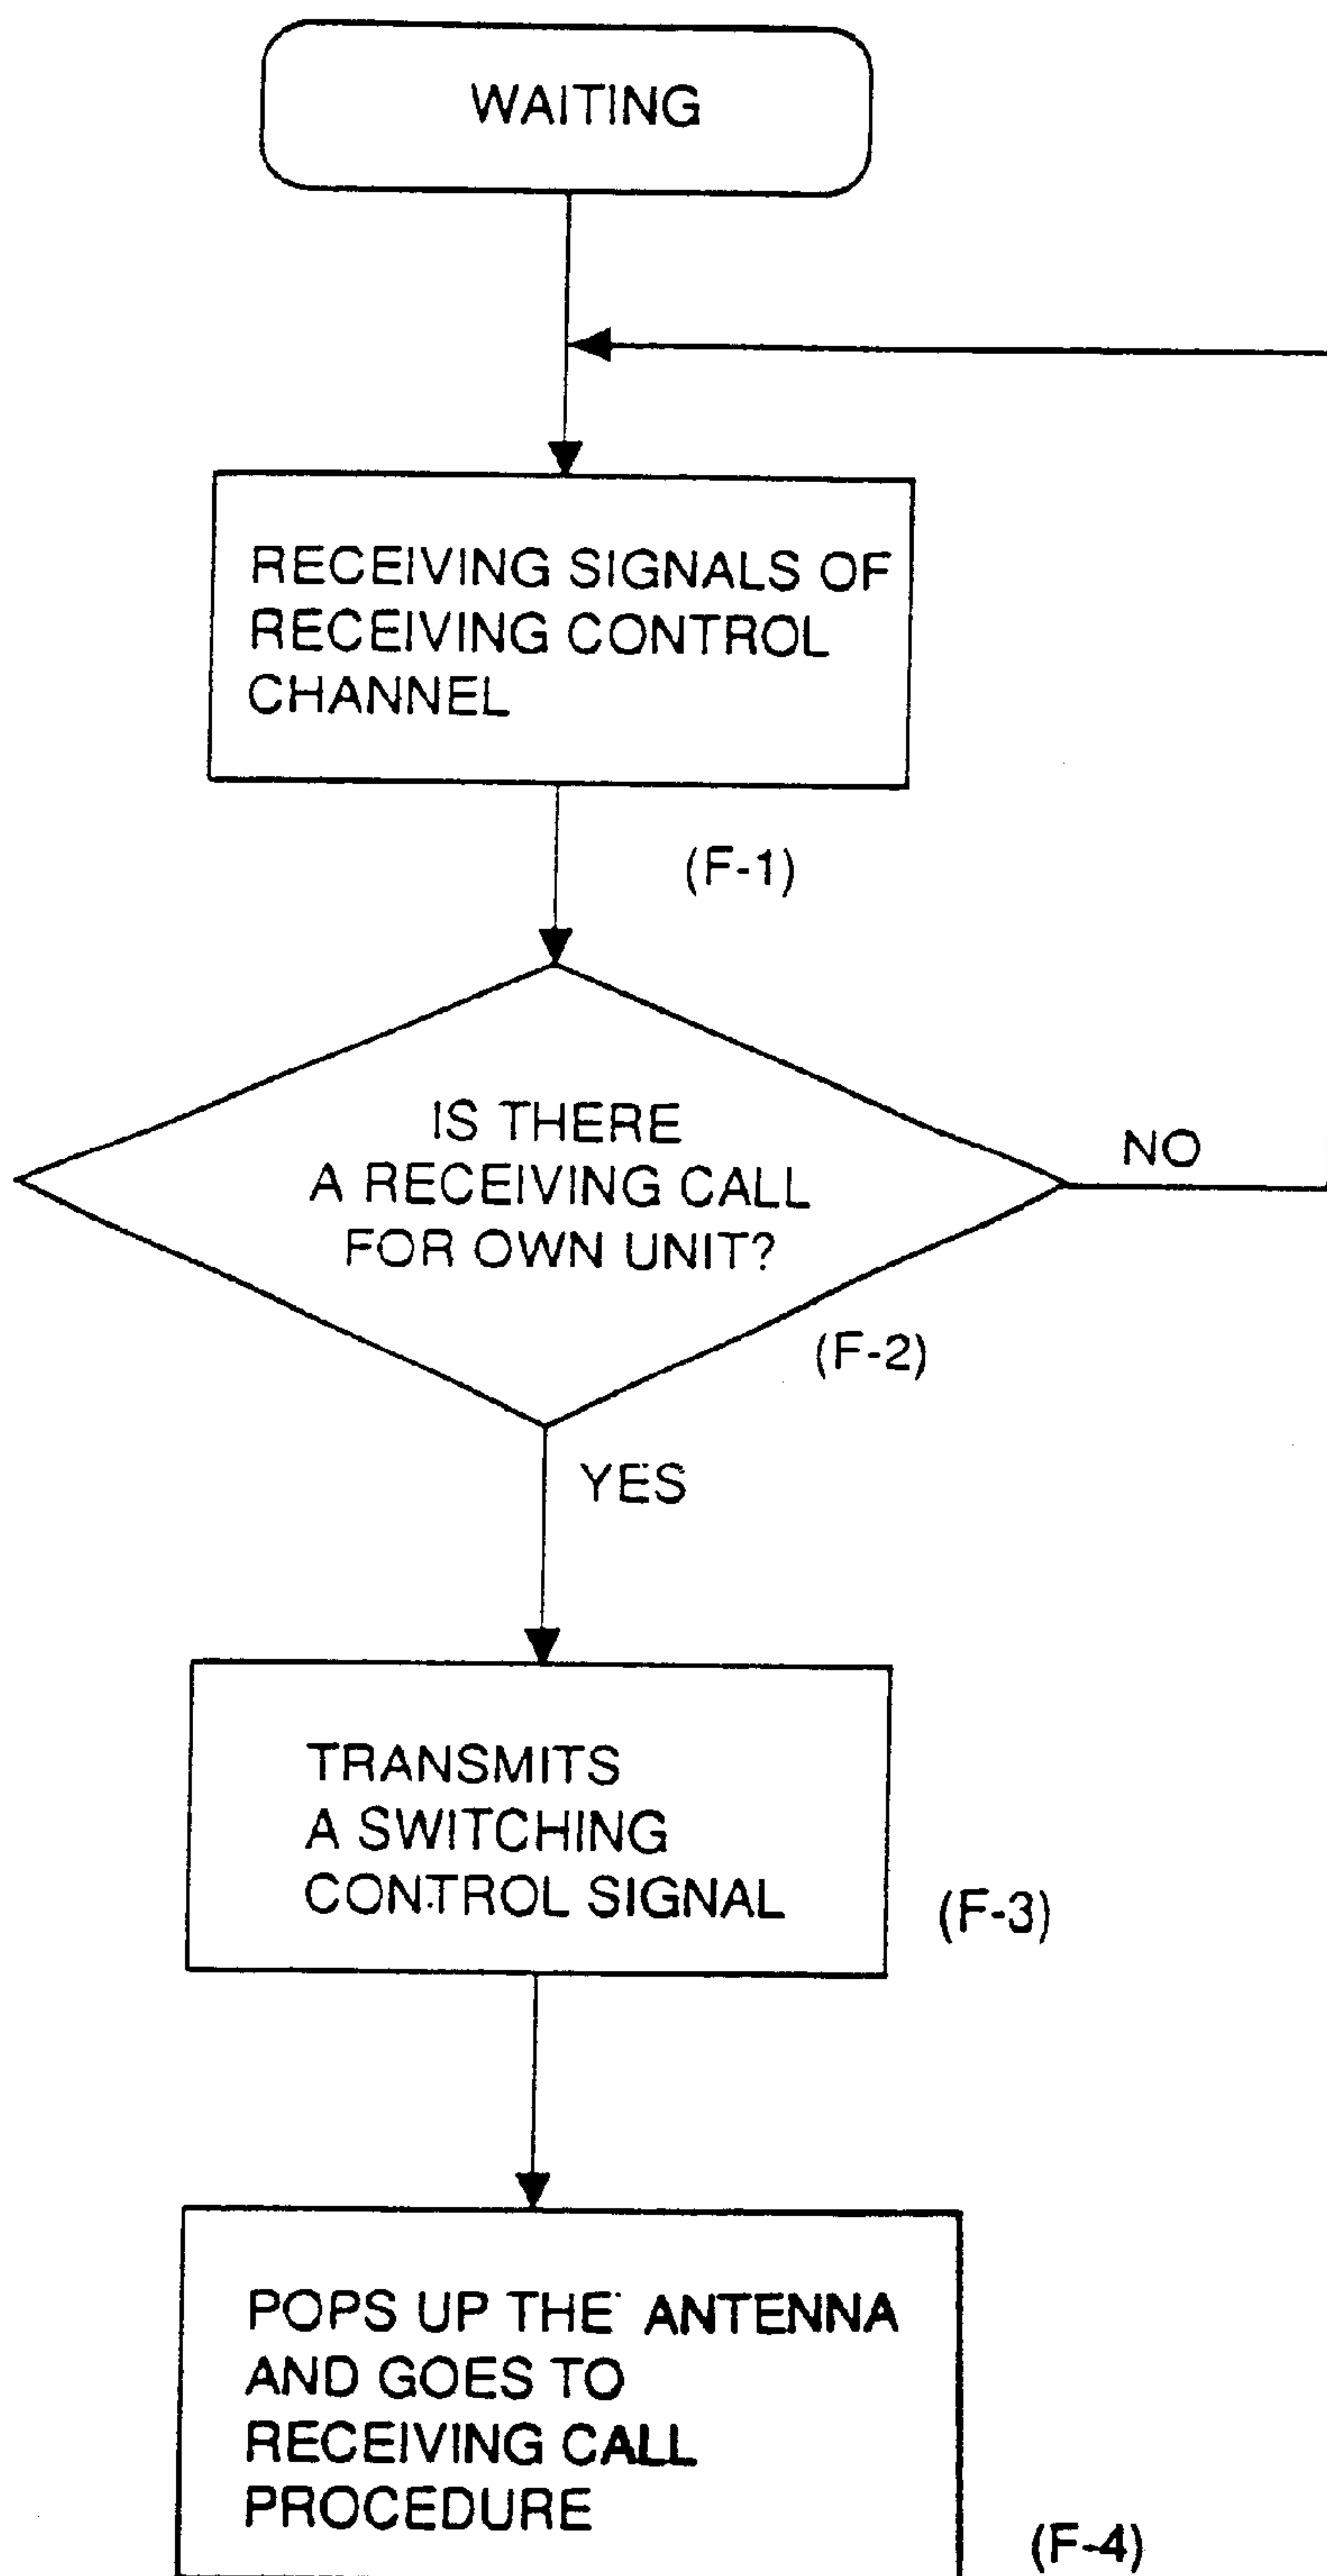 WAITING
RECEIVING SIGNALS OF
RECEIVING CONTROL
CHANNEL
(F-1)
IS THERE
A RECEIVING CALL
FOR OWN UNIT?
NO
(F-2)
YES
TRANSMITS
A SWITCHING
CONTROL SIGNAL
(F-3)
POPS UP THE ANTENNA
AND GOES TO
RECEIVING CALL
PROCEDURE
(F-4)